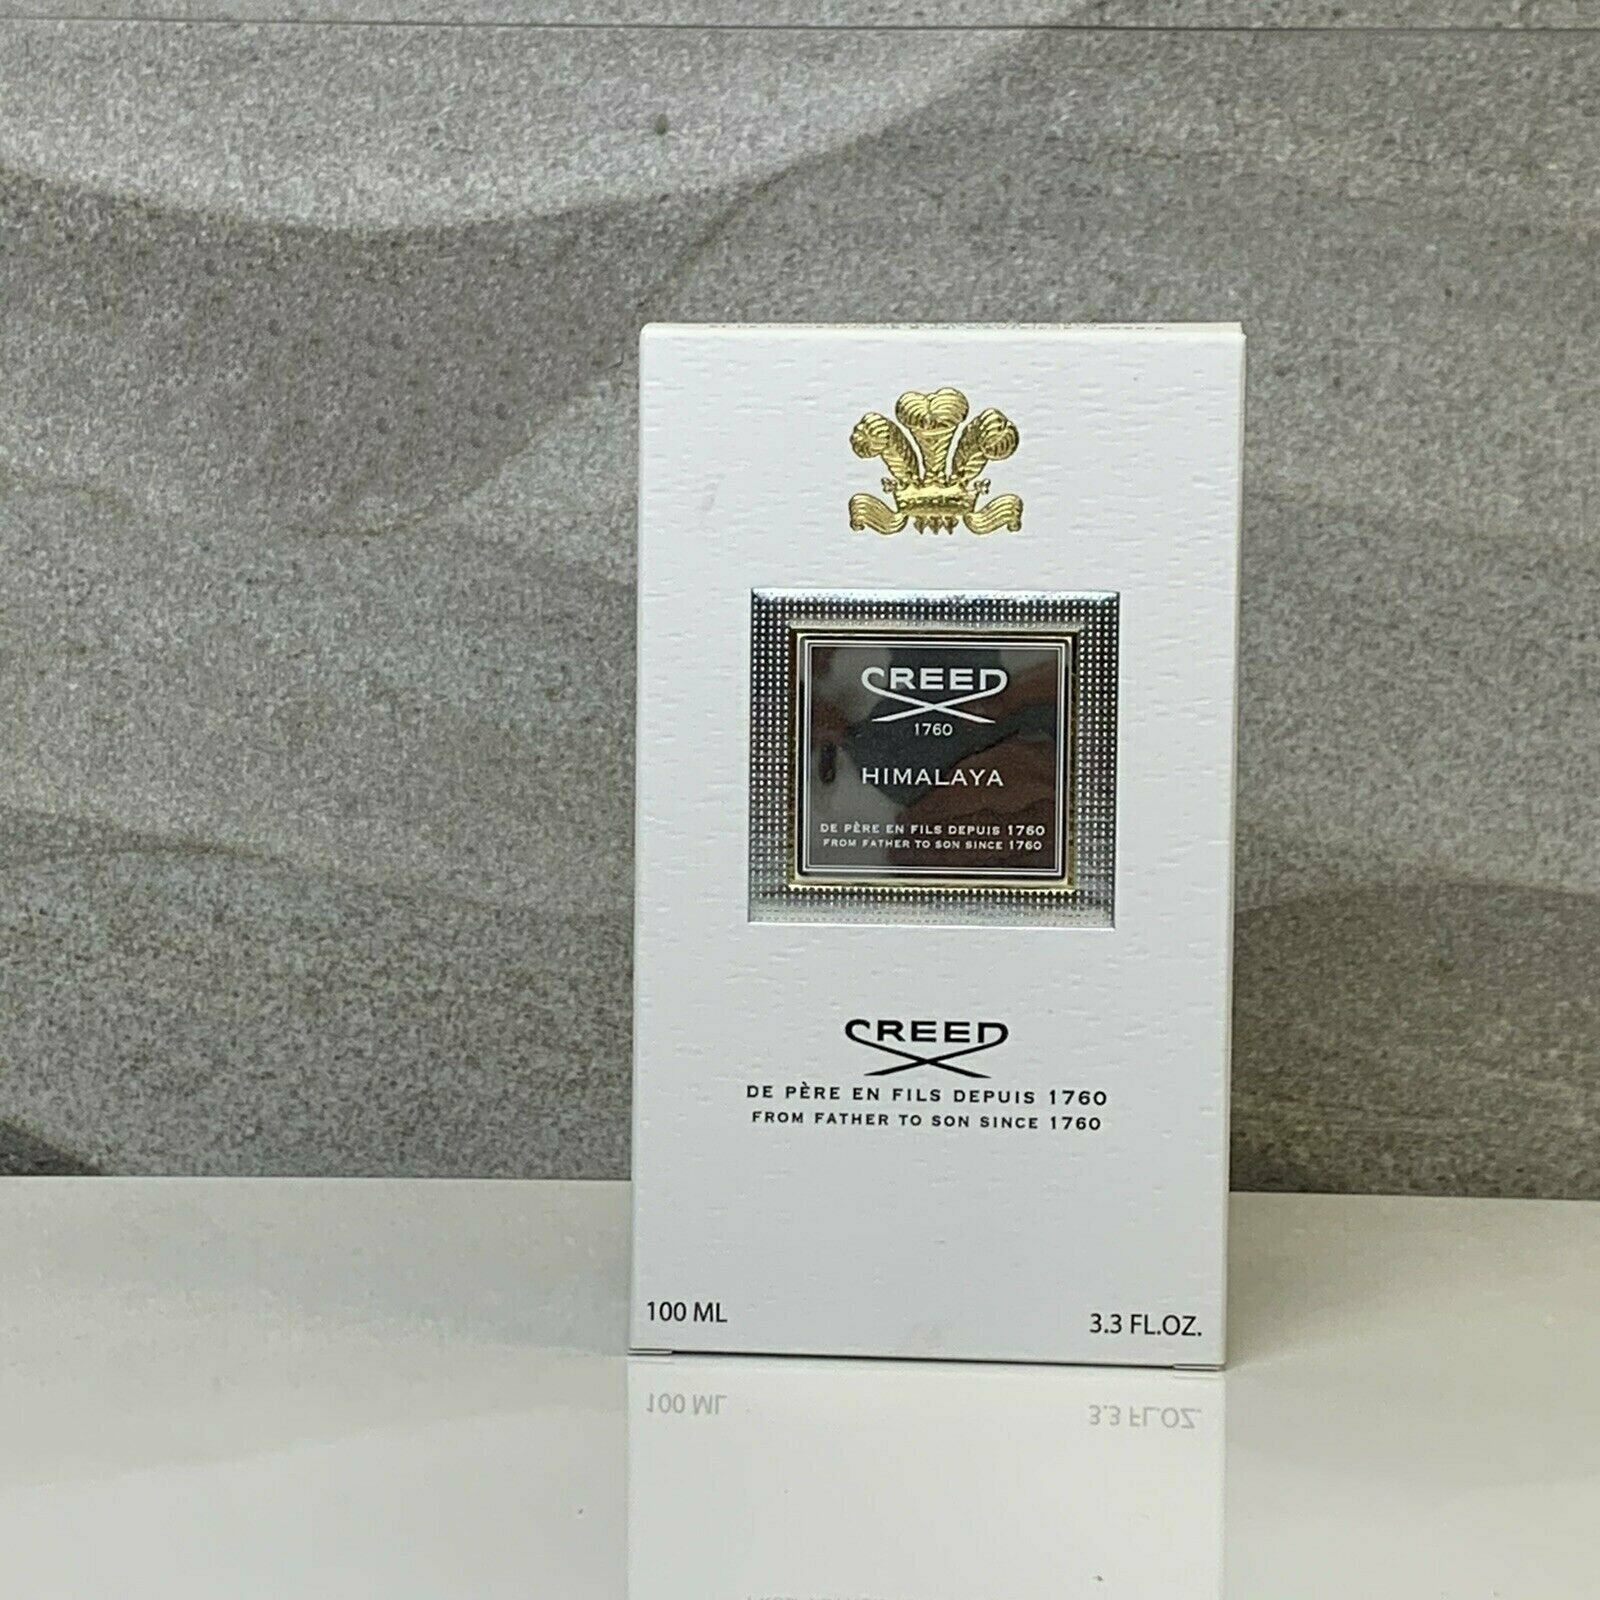 CREED
1760
HIMALAYA
DE PÈRE EN FILS DEPUIS 1760
FROM FATHER TO SON SINCE 1760
CREED
DE PÈRE EN FILS DEPUIS 1760
FROM FATHER TO SON SINCE 1760
100 ML
3.3 FL.OZ.